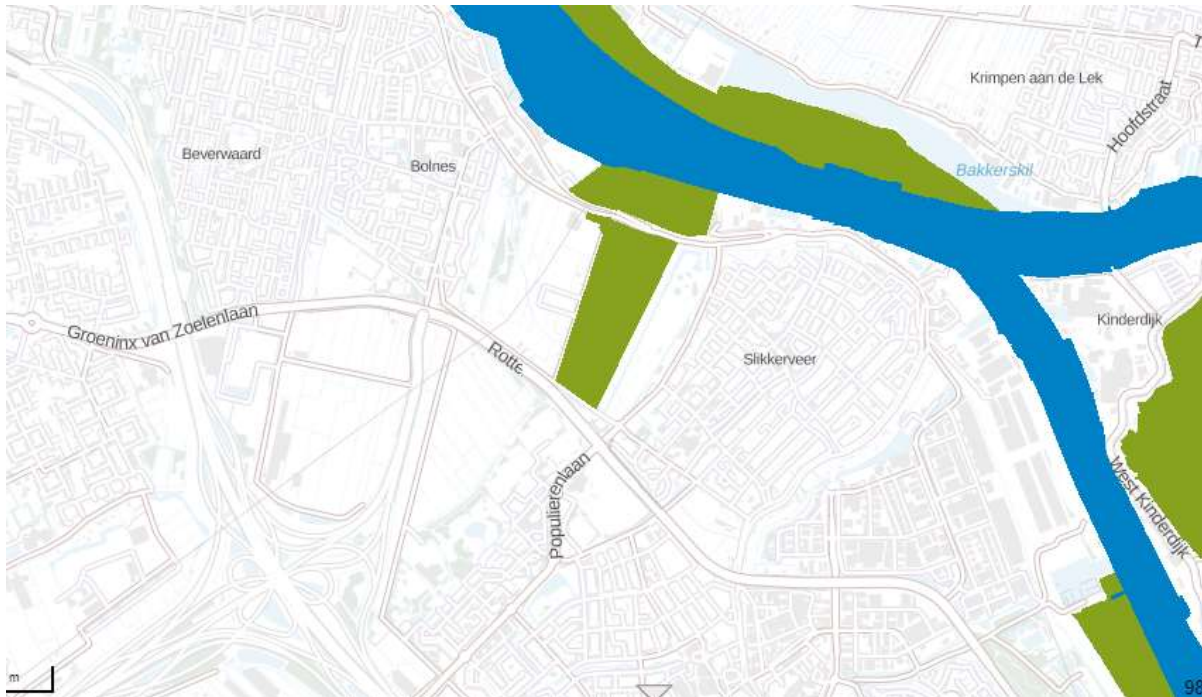 Krimpen aan de Lek
Hoofdstraat
Beverwaard
Bolnes
Bakkerskil
Groeninx van Zoelenlaan
Rotte.
Kinderdijk
Slikkerveer
Populierenlaan
West Kinderdijk
m